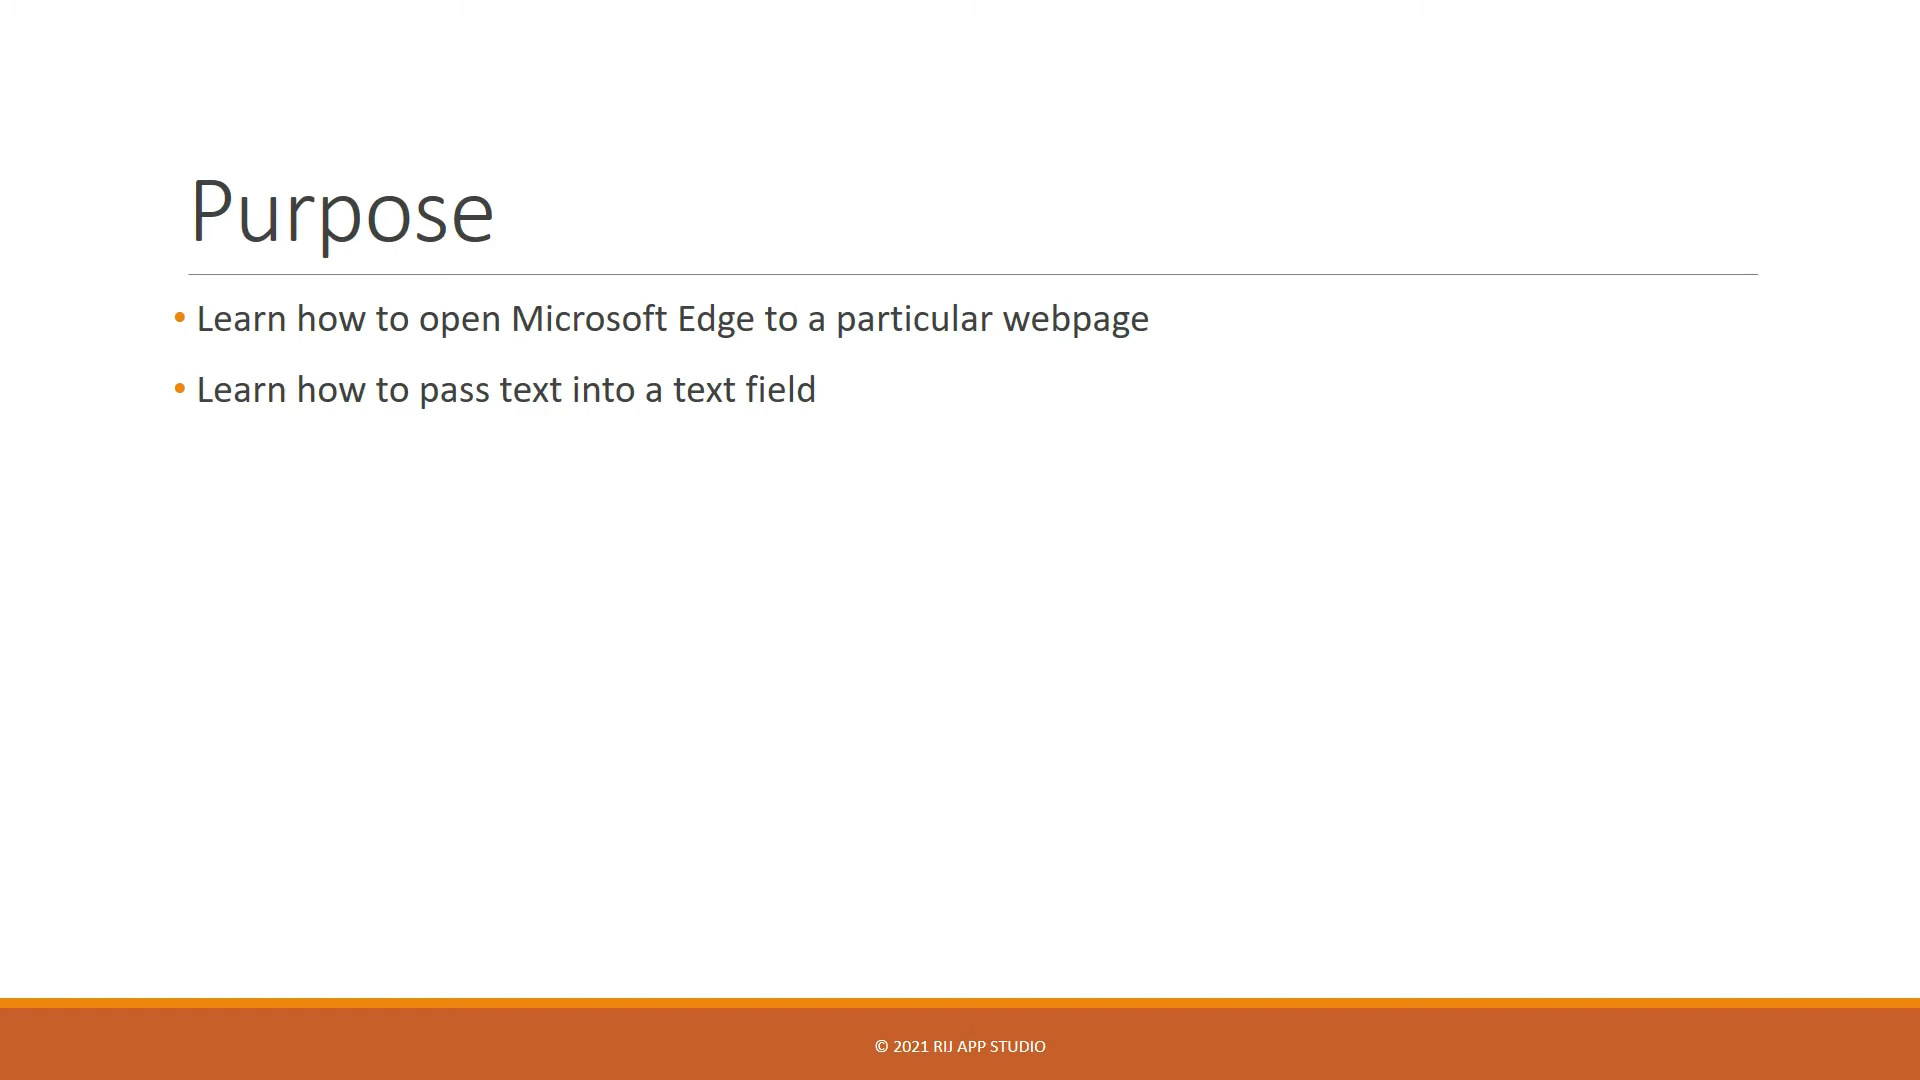 Purpose
• Learn how to open Microsoft Edge to a particular webpage
• Learn how to pass text into a text field
© 2021 RIJ APP STUDIO